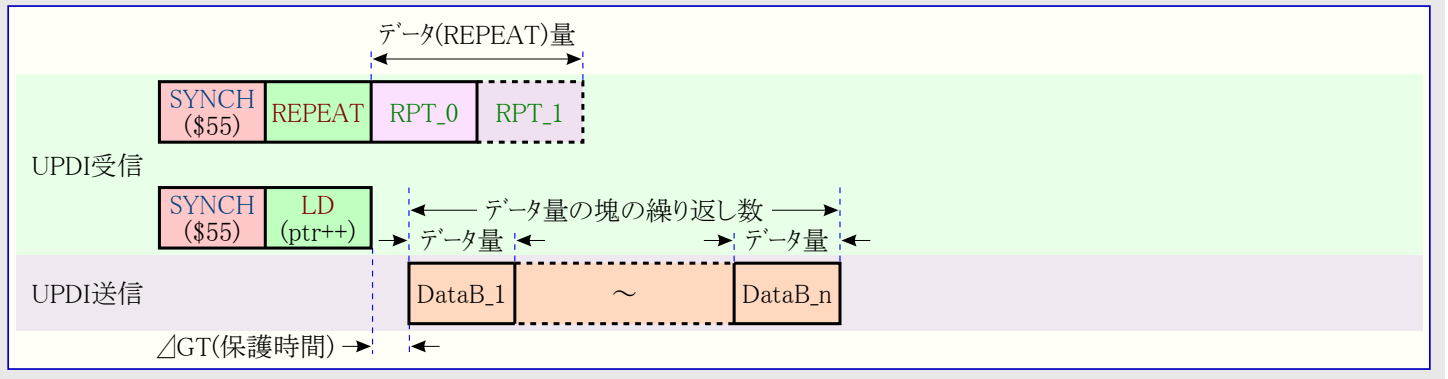 データ(REPEAT)量
SYNCH
($55)
REPEAT
RPT_0
RPT_1
UPDI受信
SYNCH
($55)
LD
(ptr++)
データ量の塊の繰り返し数
データ量
データ量
UPDI送信
DataB_1
～
DataB_n
⊿GT(保護時間)